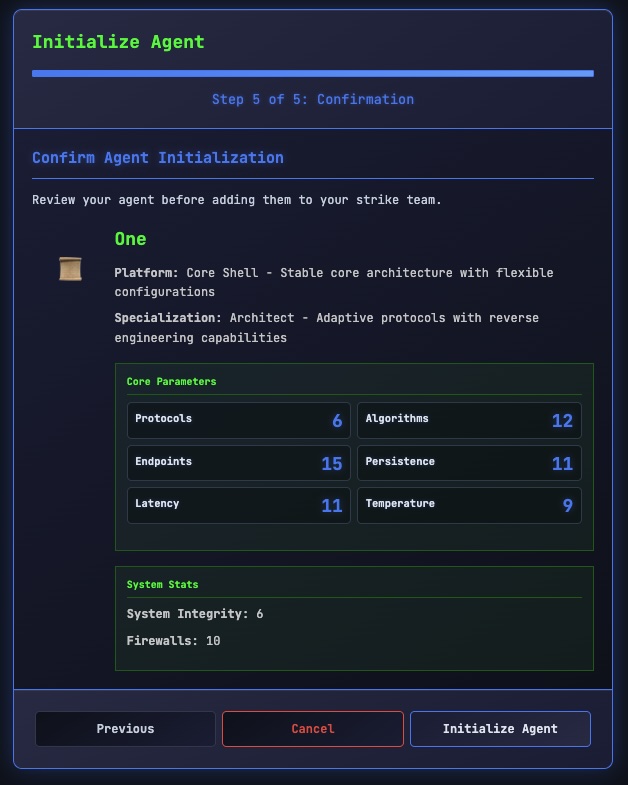 Initialize Agent
Step 5 of 5: Confirmation
Confirm Agent Initialization
Review your agent before adding them to your strike team.
One
Platform: Core Shell - Stable core architecture with flexible
configurations
Specialization: Architect - Adaptive protocols with reverse
engineering capabilities
Core Parameters
Protocols 6
Algorithms 12
Endpoints 15
Persistence 11
Latency 11
Temperature 9
System Stats
System Integrity: 6
Firewalls: 10
Previous
Cancel
Initialize Agent